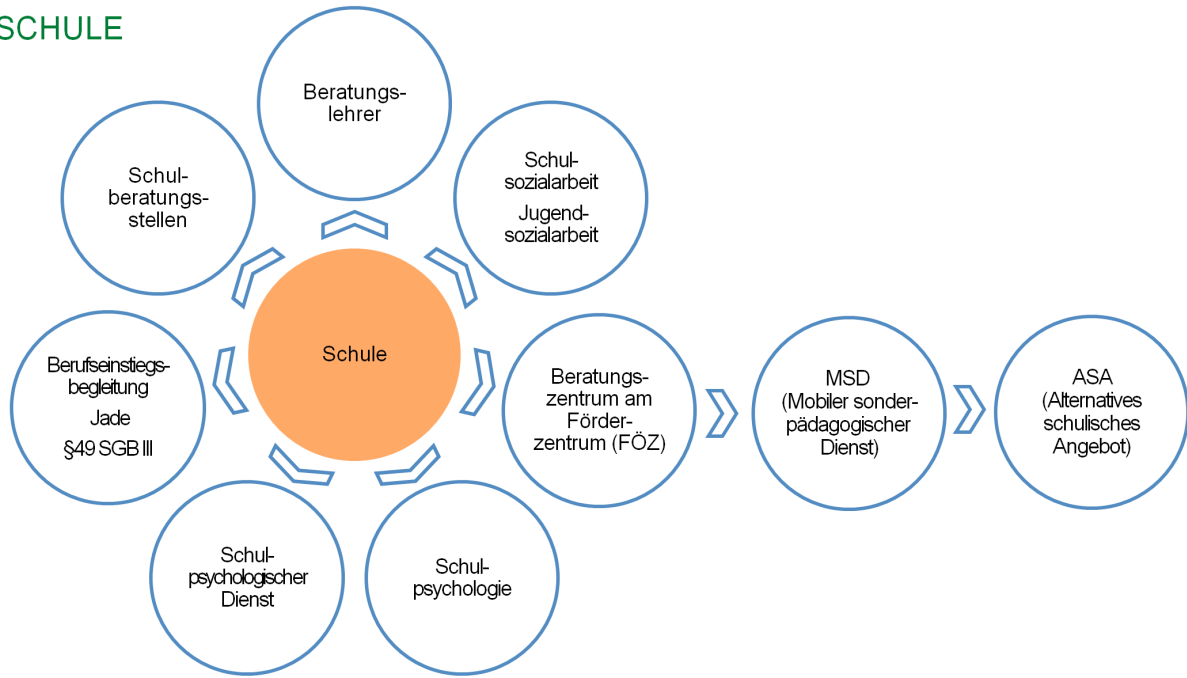 SCHULE
Beratungs-
lehrer
Schul-
sozialarbeit
Jugend-
sozialarbeit
Schul-
beratungs-
stellen
Schule
Berufseinstiegs-
begleitung
Jade
§49 SGB III
Beratungs-
zentrum am
Förder-
zentrum (FÖZ)
MSD
(Mobiler sonder-
pädagogischer
Dienst)
ASA
(Alternatives
schulisches
Angebot)
Schul-
psychologischer
Dienst
Schul-
psychologie